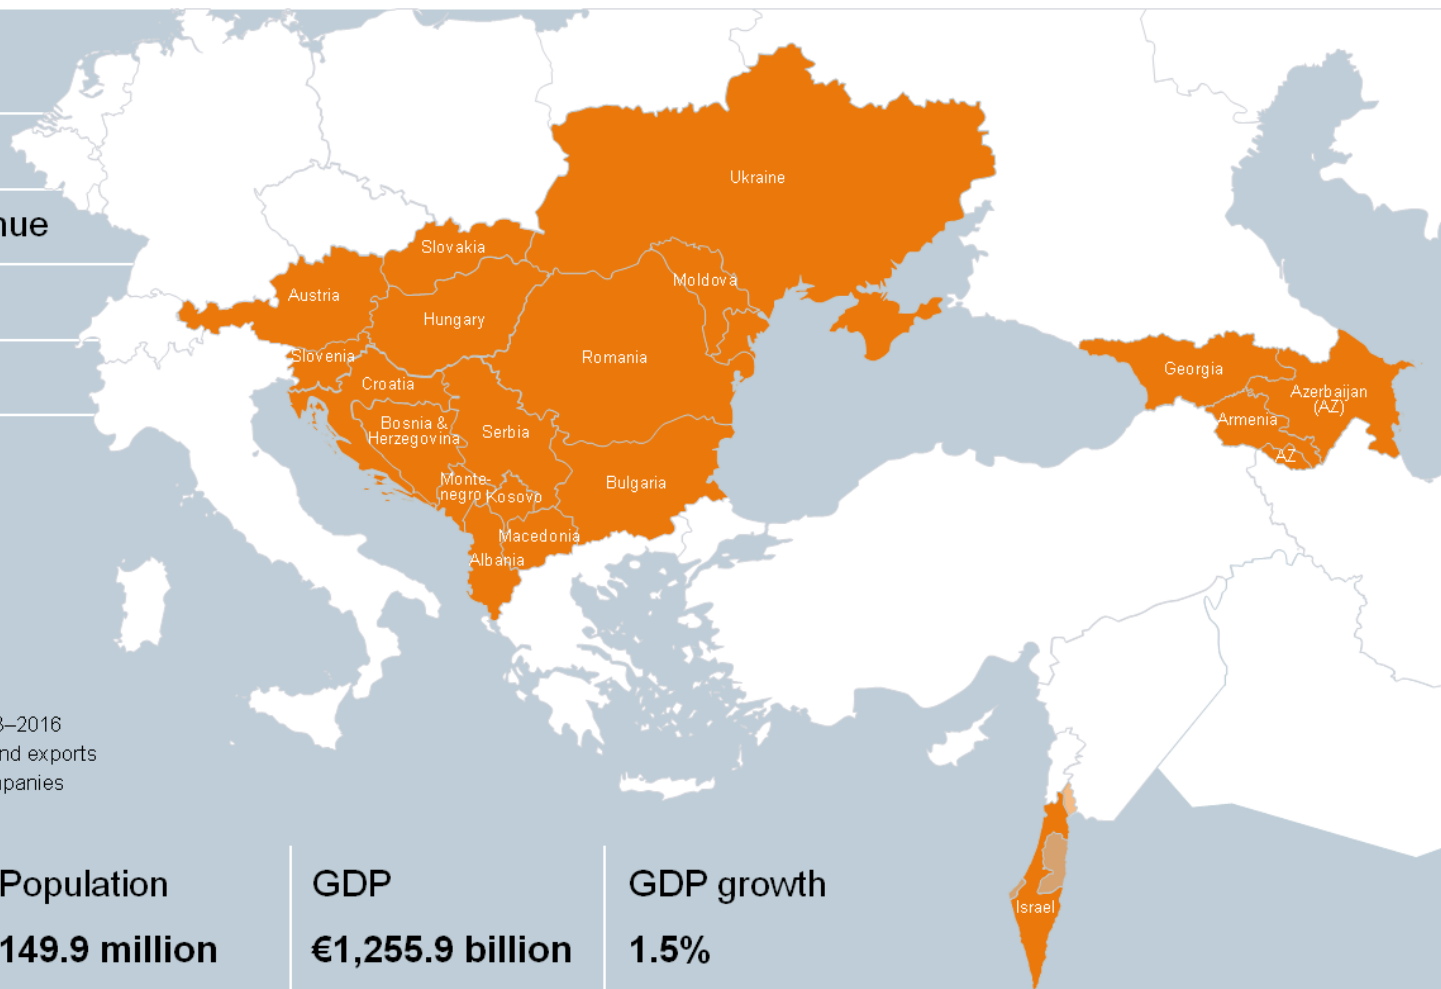 nue
Ukraine
Slovakia
Moldova
Austria
Hungary
Slovenia
Romania
Croatia
Georgia
Azerbaijan
(AZ)
Bosnia &
Herzegovina
Serbia
Armenia
AZ
Monte-
negro
Kosovo
Bulgaria
Macedonia
Albania
–2016
nd exports
panies
Population
149.9 million
GDP
€1,255.9 billion
GDP growth
1.5%
Israel